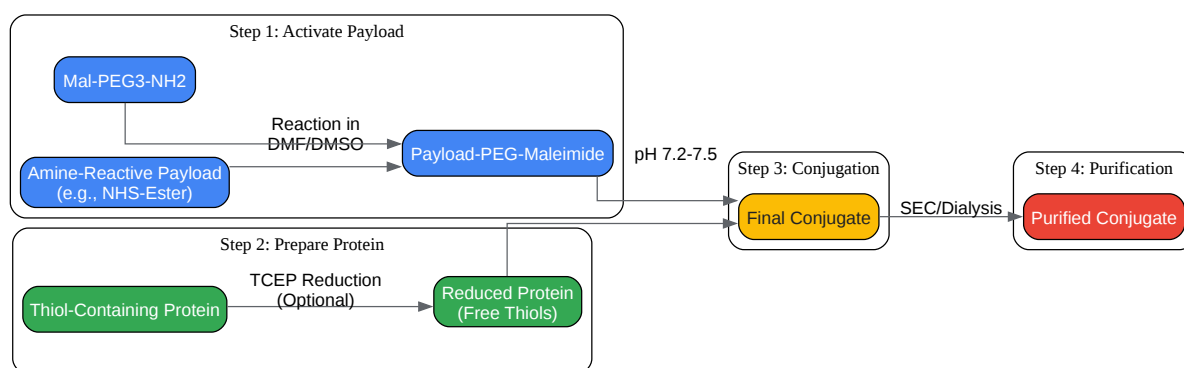 Step 1: Activate Payload
Mal-PEG3-NH2
Reaction in
DMF/DMSO
Amine-Reactive Payload
(e.g., NHS-Ester)
Payload-PEG-Maleimide
pH 7.2-7.5
Step 2: Prepare Protein
Thiol-Containing Protein
TCEP Reduction
(Optional)
Reduced Protein
(Free Thiols)
Step 3: Conjugation
Final Conjugate
SEC/Dialysis
Step 4: Purification
Purified Conjugate